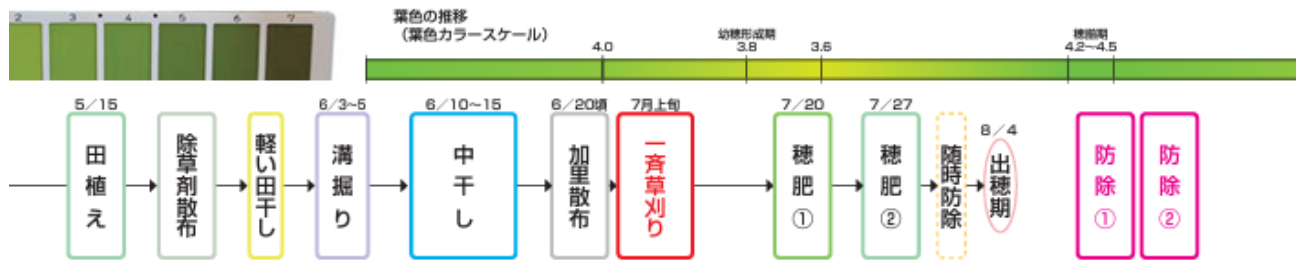 2 3 4 5 6 7
葉色の推移
（葉色カラースケール）
4.0
幼穂形成期
3.8
3.6
穂揃期
4.2〜4.5
5／15
田植え
除草剤散布
軽い田干し
6／3〜5
溝掘り
6／10〜15
中干し
6／20頃
加里散布
7月上旬
一斉草刈り
7／20
穂肥①
7／27
穂肥②
随時防除
8／4
出穂期
防除①
防除②